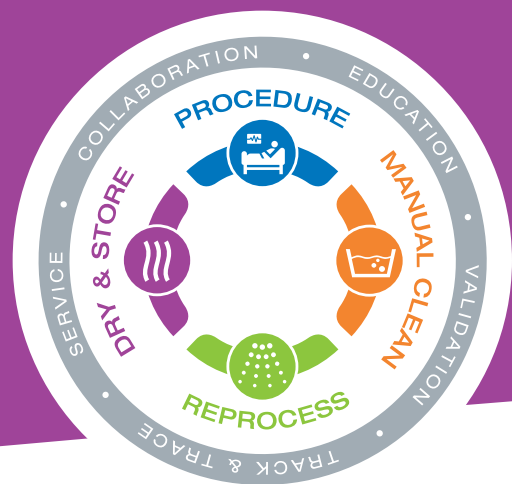 COLLABORATION • EDUCATION • VALIDATION • TRACK & TRACE • SERVICE •
PROCEDURE
MANUAL CLEAN
REPROCESS
DRY & STORE